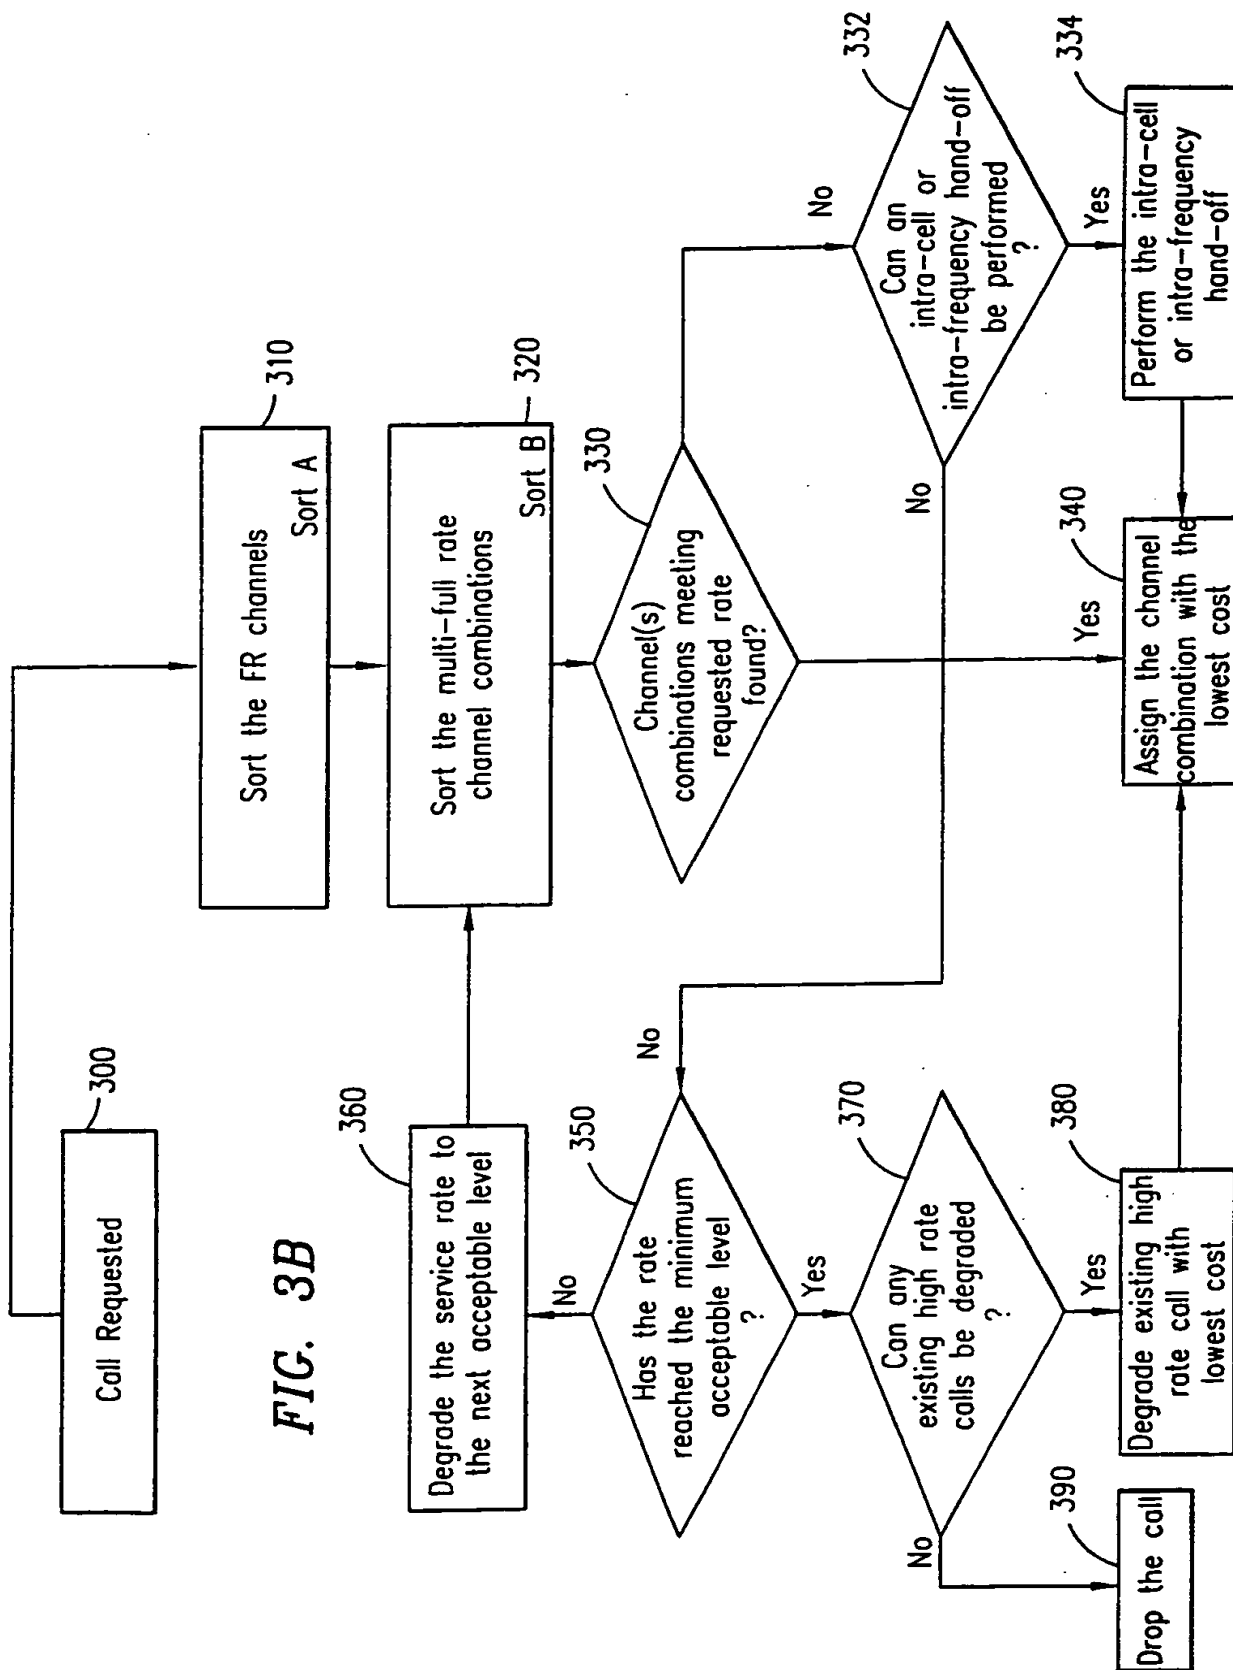 300
Call Requested
310
Sort the FR channels
Sort A
320
Sort the multi-full rate
channel combinations
Sort B
330
Channel(s)
combinations meeting
requested rate
found?
No
Yes
332
Can an
intra-cell or
intra-frequency hand-off
be performed
?
No
Yes
334
Perform the intra-cell
or intra-frequency
hand-off
340
Assign the channel
combination with the
lowest cost
No
350
Has the rate
reached the minimum
acceptable level
?
No
Yes
360
Degrade the service rate to
the next acceptable level
370
Can any
existing high rate
calls be degraded
?
No
Yes
380
Degrade existing high
rate call with
lowest cost
390
Drop the call
FIG. 3B